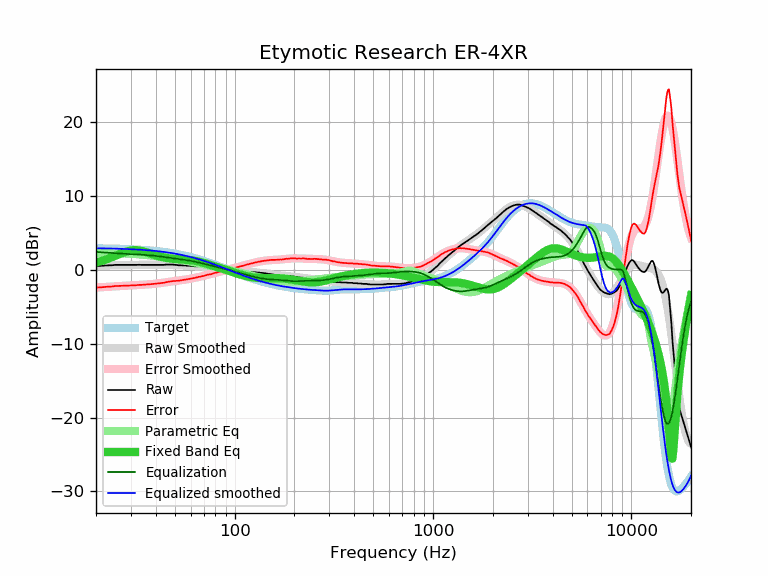 Etymotic Research ER-4XR
Amplitude (dBr)
20
10
0
−10
−20
−30
Target
Raw Smoothed
Error Smoothed
Raw
Error
Parametric Eq
Fixed Band Eq
Equalization
Equalized smoothed
100
1000
10000
Frequency (Hz)